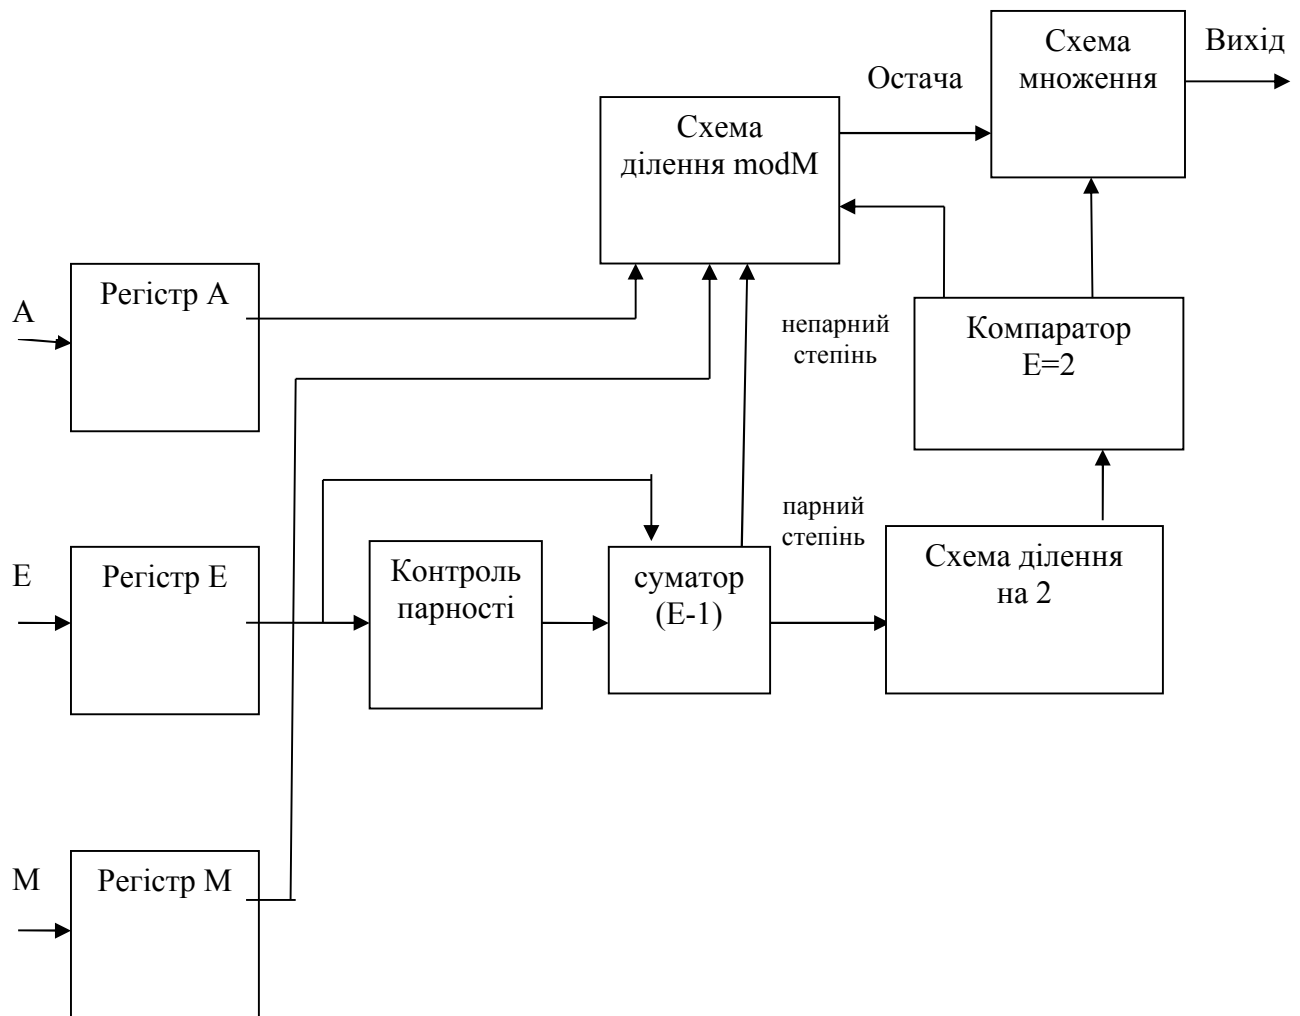 Схема
множення
Вихід
Остача
Схема
ділення modM
А
Регістр А
непарний
степінь
Компаратор
Е=2
парний
степінь
Е
Регістр Е
Контроль
парності
суматор
(Е-1)
Схема ділення
на 2
М
Регістр М